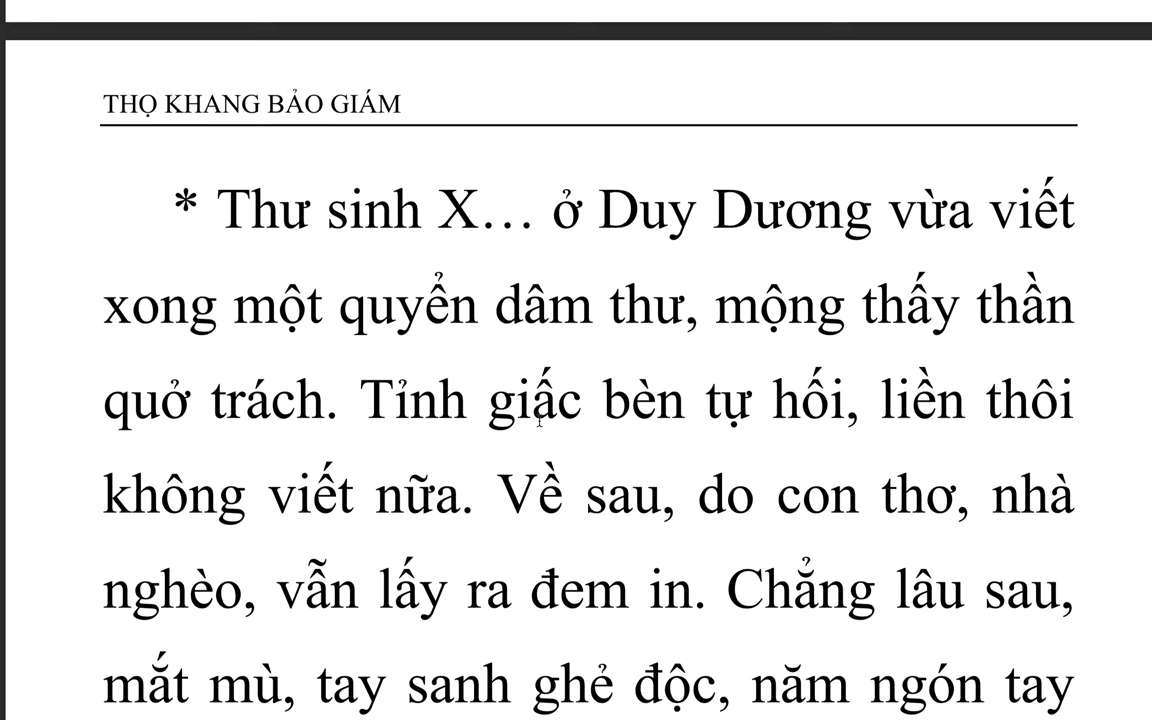 THỌ KHANG BẢO GIÁM
* Thư sinh X… ở Duy Dương vừa viết
xong một quyển dâm thư, mộng thấy thần
quở trách. Tỉnh giấc bèn tự hối, liền thôi
không viết nữa. Về sau, do con thơ, nhà
nghèo, vẫn lấy ra đem in. Chẳng lâu sau,
mắt mù, tay sanh ghẻ độc, năm ngón tay